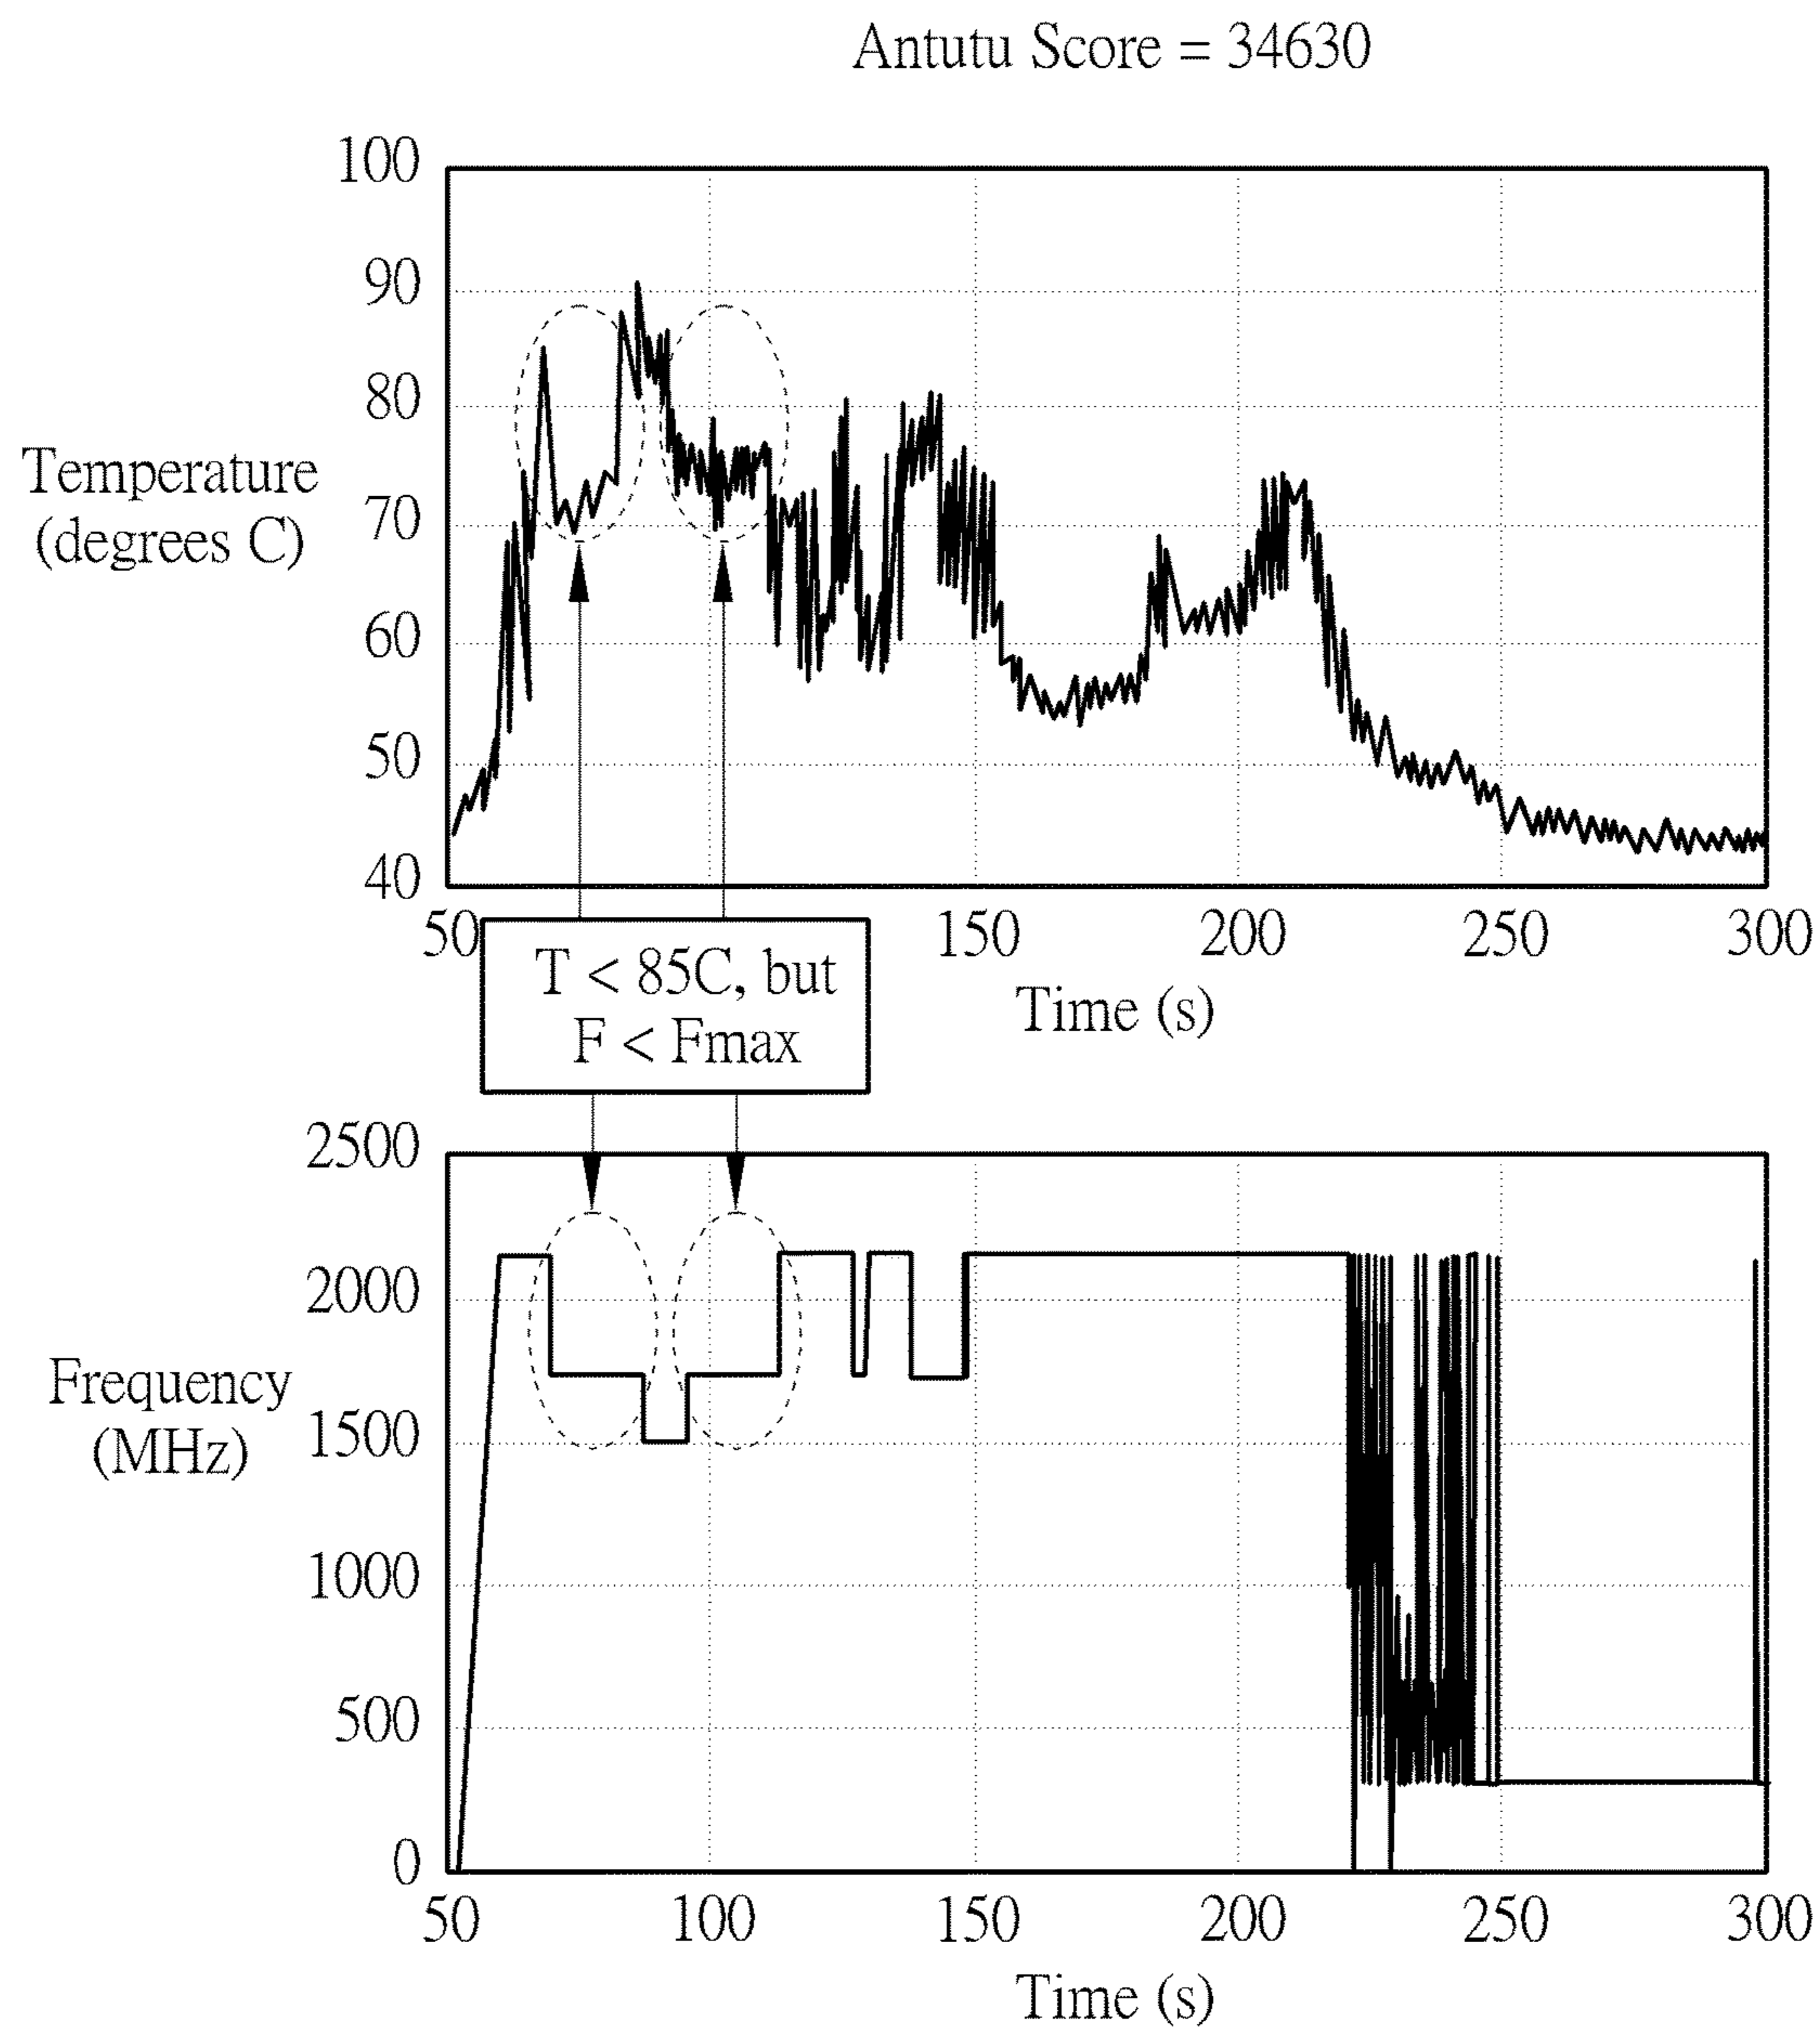 Antutu Score = 34630
100
90
80
70
60
50
40
Temperature
(degrees C)
50
150
200
250
300
Time (s)
T < 85C, but
F < Fmax
2500
2000
1500
1000
500
0
Frequency
(MHz)
50
100
150
200
250
300
Time (s)